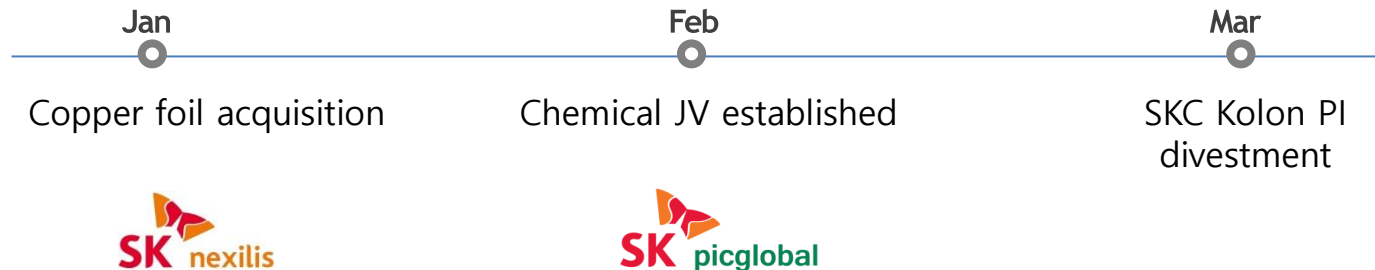 Jan
Feb
Mar
Copper foil acquisition
Chemical JV established
SKC Kolon PI
divestment
SK nexilis
SK picglobal